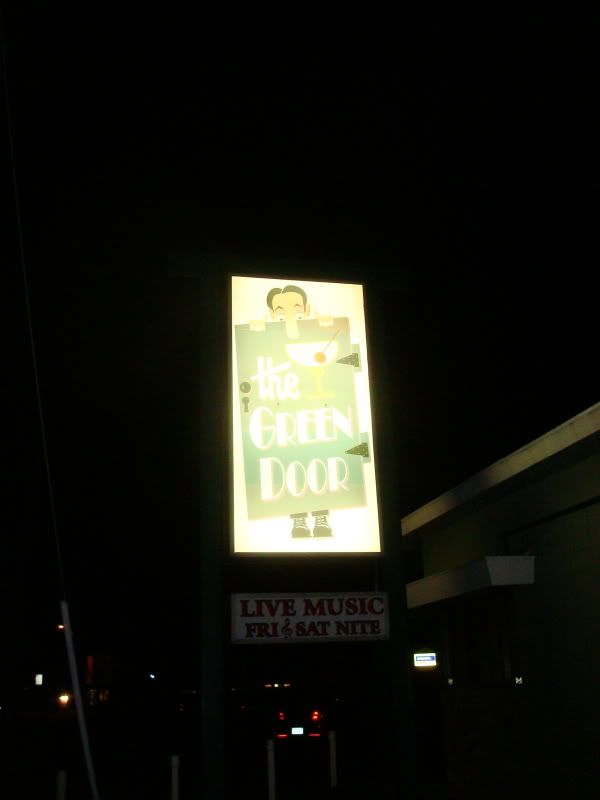 the
GREEN
DOOR
LIVE MUSIC
FRI & SAT NITE